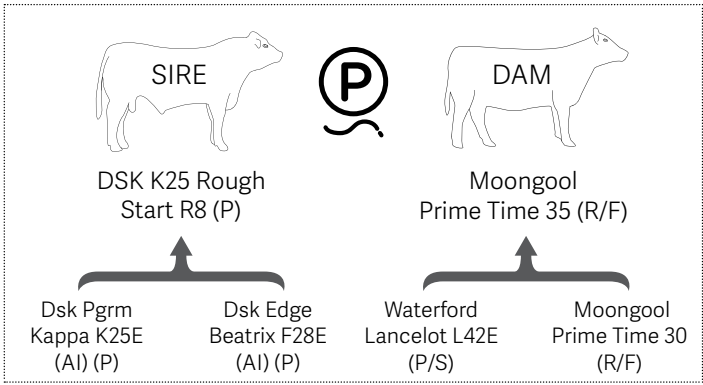 SIRE
P
DAM
DSK K25 Rough
Start R8 (P)
Moongool
Prime Time 35 (R/F)
Dsk Pgrm
Kappa K25E
(AI) (P)
Dsk Edge
Beatrix F28E
(AI) (P)
Waterford
Lancelot L42E
(P/S)
Moongool
Prime Time 30
(R/F)